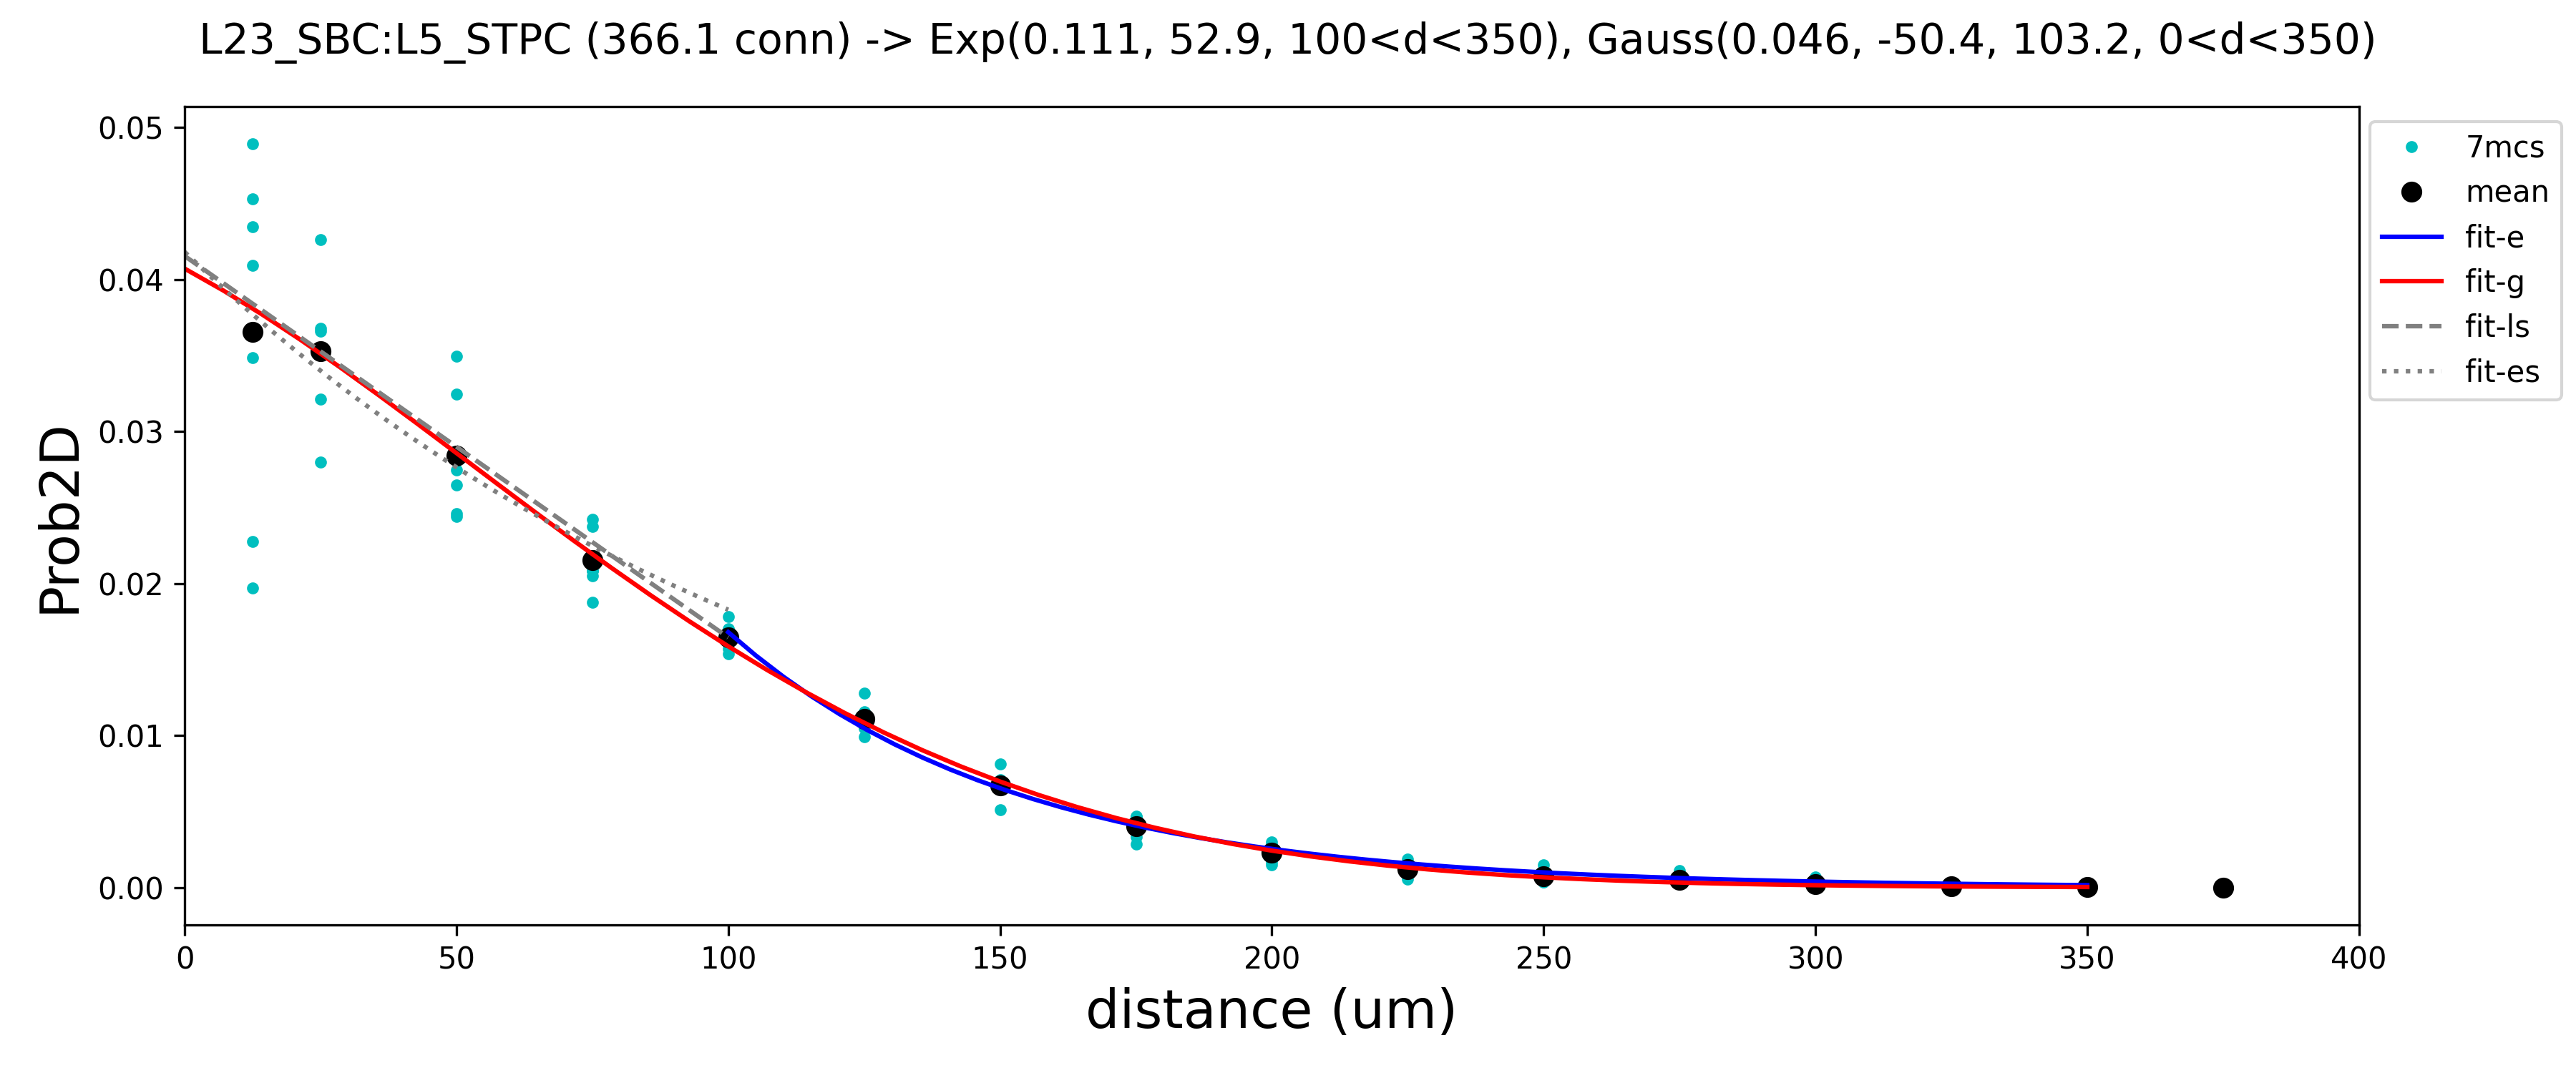 L23_SBC:L5_STPC (366.1 conn) -> Exp(0.111, 52.9, 100<d<350), Gauss(0.046, -50.4, 103.2, 0<d<350)
0.05
0.04
0.03
0.02
0.01
0.00
Prob2D
0 50 100 150 200 250 300 350 400
distance (um)
7mcs
mean
fit-e
fit-g
fit-ls
fit-es